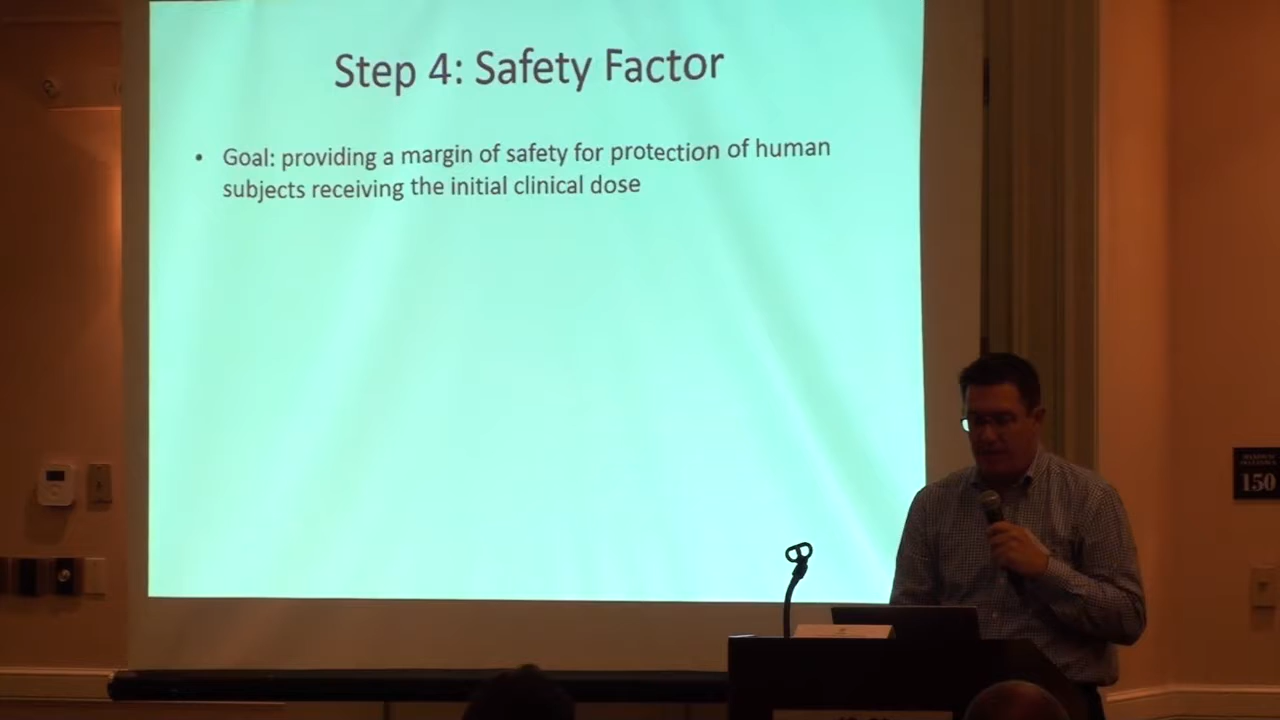 Step 4: Safety Factor
• Goal: providing a margin of safety for protection of human
subjects receiving the initial clinical dose
150